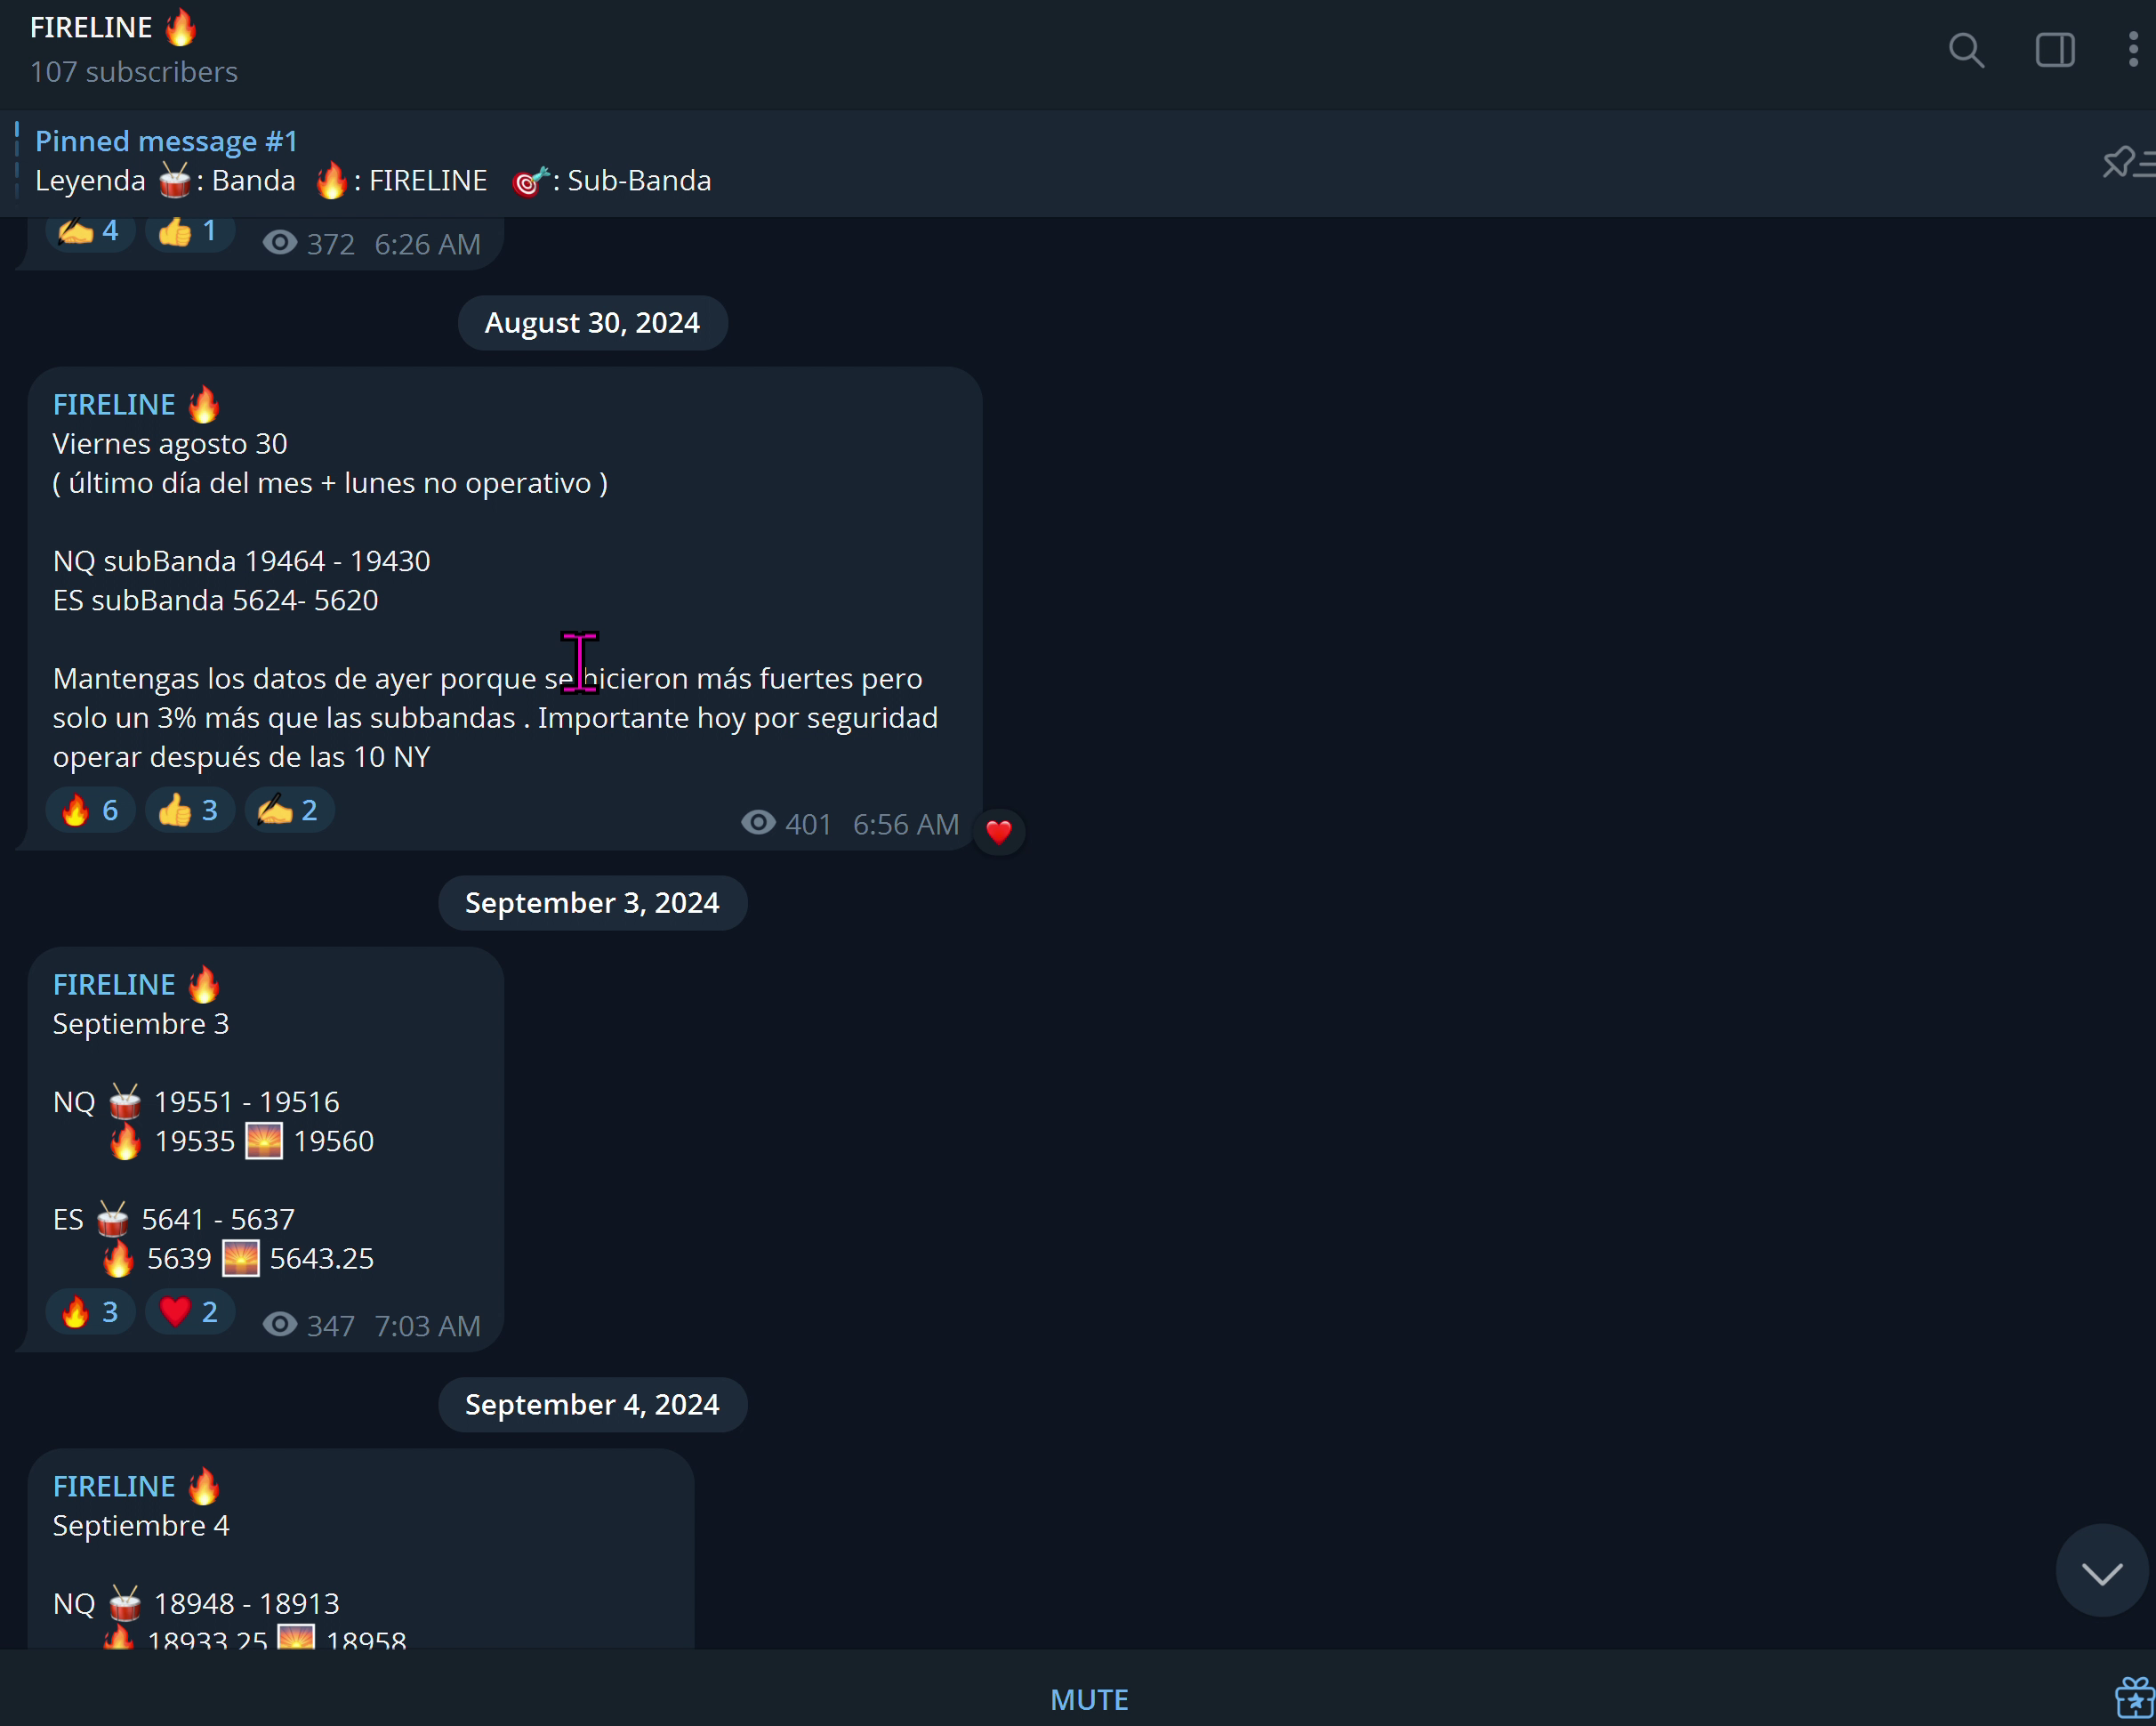 FIRELINE 🔥
107 subscribers
Pinned message #1
Leyenda 🥁: Banda 🔥: FIRELINE 🎯: Sub-Banda
✍️ 4 👍 1 372 6:26 AM
August 30, 2024
FIRELINE 🔥
Viernes agosto 30
( último día del mes + lunes no operativo )
NQ subBanda 19464 - 19430
ES subBanda 5624- 5620
Mantengas los datos de ayer porque se hicieron más fuertes pero
solo un 3% más que las subbandas . Importante hoy por seguridad
operar después de las 10 NY
🔥 6 👍 3 ✍️ 2 401 6:56 AM ❤️
September 3, 2024
FIRELINE 🔥
Septiembre 3
NQ 🥁 19551 - 19516
🔥 19535 🌅 19560
ES 🥁 5641 - 5637
🔥 5639 🌅 5643.25
🔥 3 ❤️ 2 347 7:03 AM
September 4, 2024
FIRELINE 🔥
Septiembre 4
NQ 🥁 18948 - 18913
🔥 18933.25 🌅 18958
MUTE